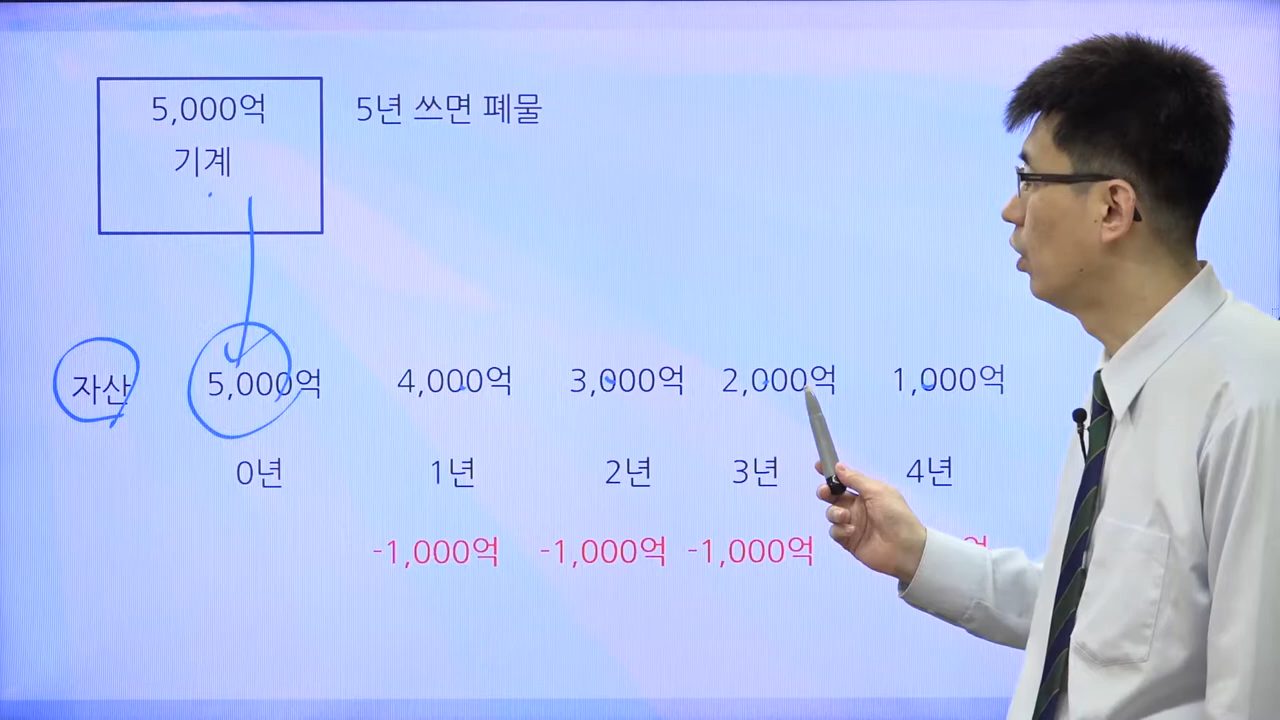 5,000억
기계
5년 쓰면 폐물
자산 5,000억 4,000억 3,000억 2,000억 1,000억
0년 1년 2년 3년 4년
-1,000억 -1,000억 -1,000억 억